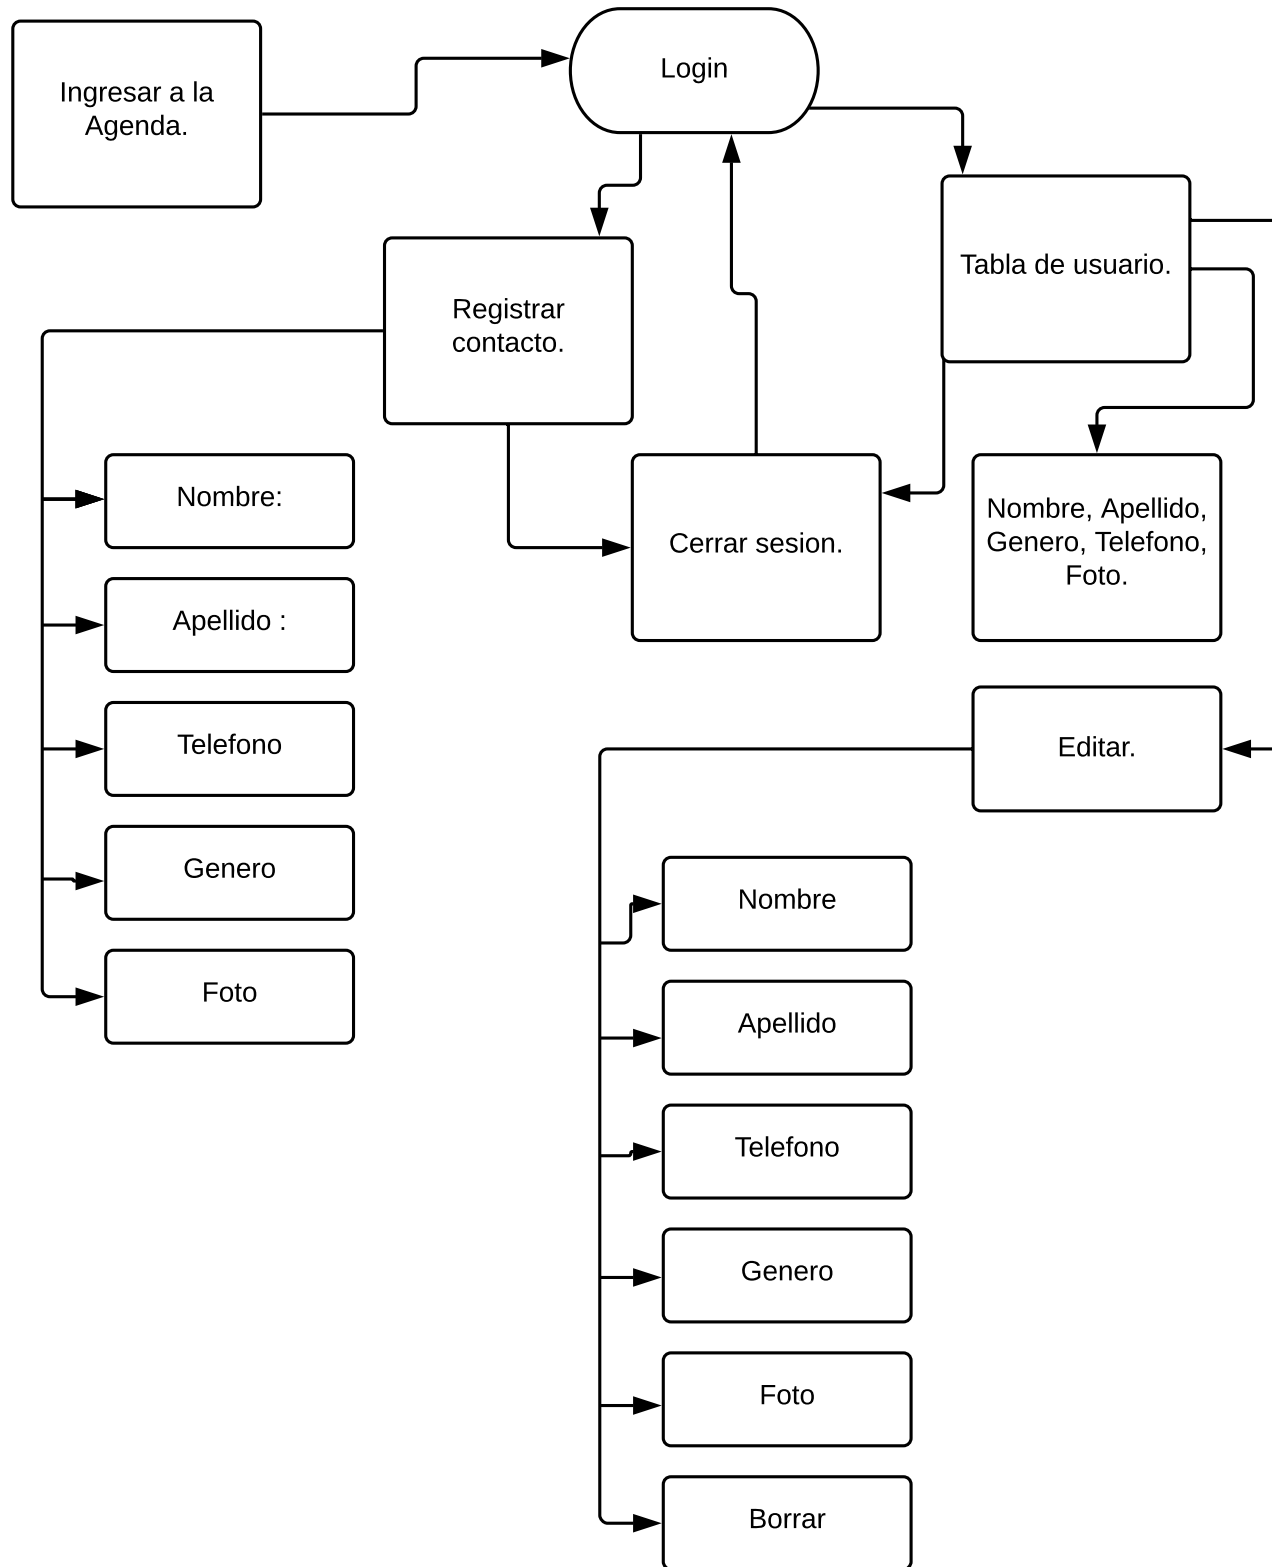 Ingresar a la
Agenda.
Login
Tabla de usuario.
Registrar
contacto.
Cerrar sesion.
Nombre, Apellido,
Genero, Telefono,
Foto.
Nombre:
Apellido :
Telefono
Genero
Foto
Editar.
Nombre
Apellido
Telefono
Genero
Foto
Borrar